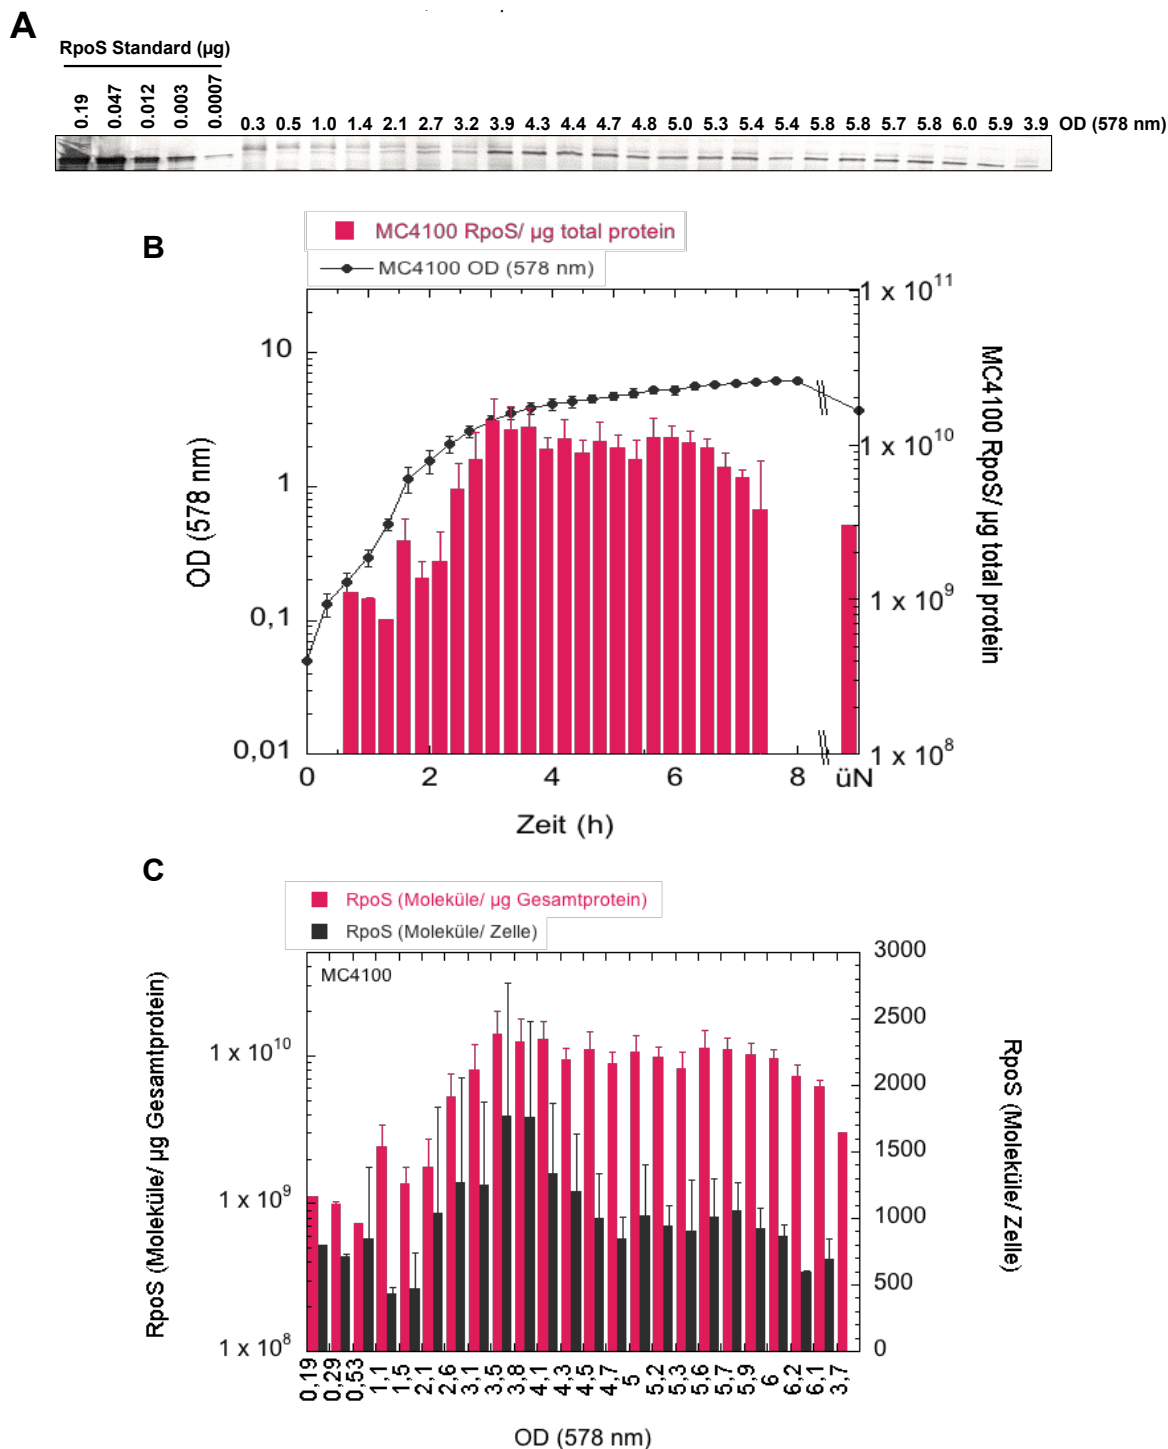 A
RpoS Standard (µg)
0.19 0.047 0.012 0.003 0.0007
0.3 0.5 1.0 1.4 2.1 2.7 3.2 3.9 4.3 4.4 4.7 4.8 5.0 5.3 5.4 5.4 5.8 5.8 5.7 5.8 6.0 5.9 3.9 OD (578 nm)
B
MC4100 RpoS/ µg total protein
MC4100 OD (578 nm)
OD (578 nm)
10
1
0,1
0,01
1 x 10¹¹
1 x 10¹⁰
1 x 10⁹
1 x 10⁸
MC4100 RpoS/ µg total protein
0 2 4 6 8 üN
Zeit (h)
C
RpoS (Moleküle/ µg Gesamtprotein)
RpoS (Moleküle/ Zelle)
MC4100
RpoS (Moleküle/ µg Gesamtprotein)
1 x 10¹⁰
1 x 10⁹
1 x 10⁸
3000
2500
2000
1500
1000
500
0
RpoS (Moleküle/ Zelle)
0,19 0,29 0,53 1,1 1,5 2,1 2,6 3,1 3,5 3,8 4,1 4,3 4,5 4,7 5 5,2 5,3 5,6 5,7 5,9 6 6,2 6,1 3,7
OD (578 nm)